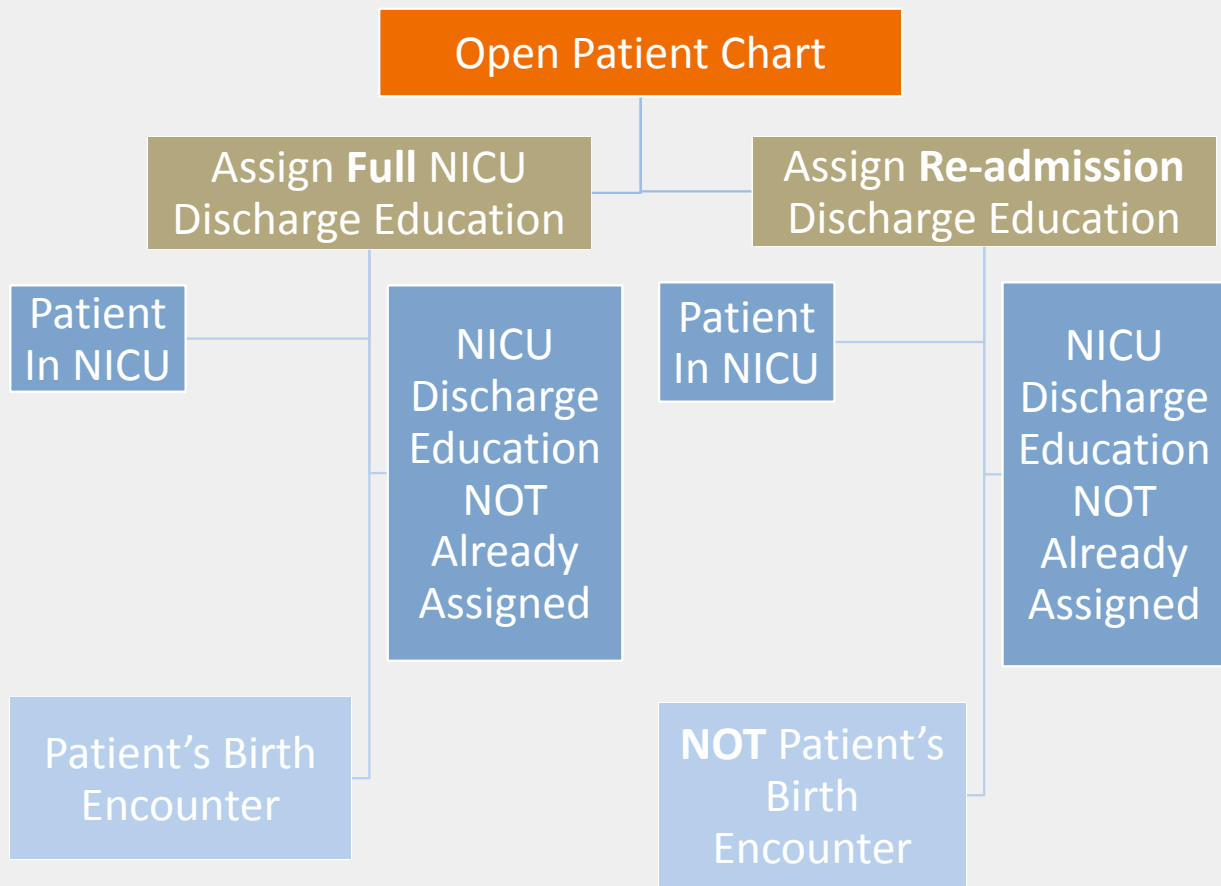 Open Patient Chart
Assign Full NICU
Discharge Education
Assign Re-admission
Discharge Education
Patient
In NICU
NICU
Discharge
Education
NOT
Already
Assigned
Patient
In NICU
NICU
Discharge
Education
NOT
Already
Assigned
Patient’s Birth
Encounter
NOT Patient’s
Birth
Encounter